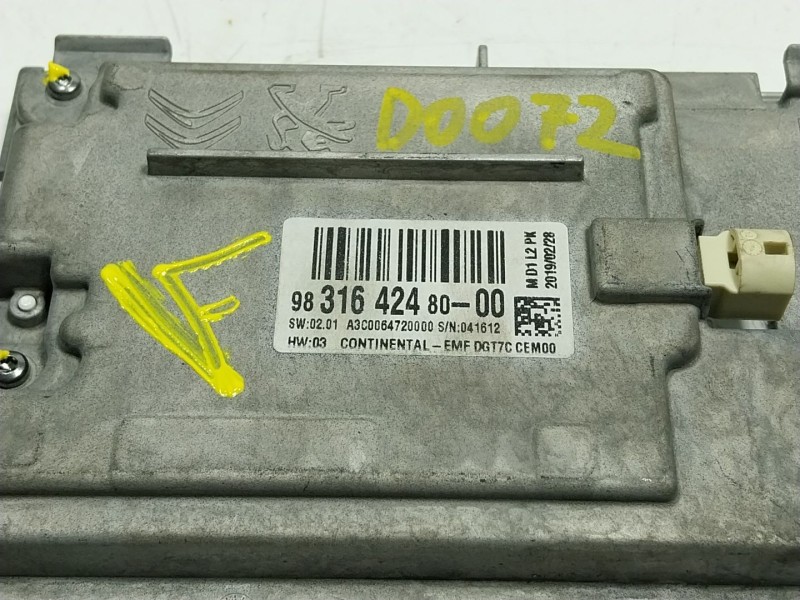 D0072
98 316 424 80-00
SW:02.01 A3C0064720000 S/N:041612
HW:03 CONTINENTAL-EMF DGT7C CEM00
M D1 L2 PK
2019/02/28